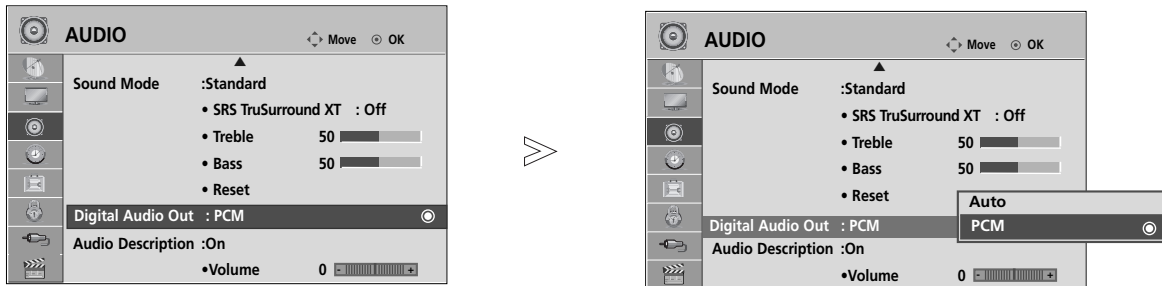 AUDIO
Move
OK
Sound Mode :Standard
• SRS TruSurround XT : Off
• Treble 50
• Bass 50
• Reset
Digital Audio Out : PCM
Audio Description :On
•Volume 0 - +
AUDIO
Move
OK
Sound Mode :Standard
• SRS TruSurround XT : Off
• Treble 50
• Bass 50
• Reset
Digital Audio Out : PCM
Auto
PCM
Audio Description :On
•Volume 0 - +